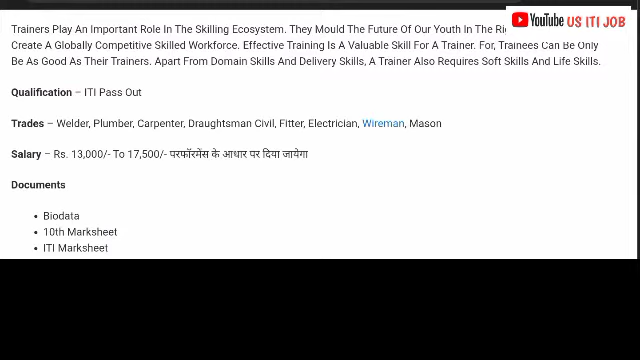 Trainers Play An Important Role In The Skilling Ecosystem. They Mould The Future Of Our Youth In The
YouTube US ITI JOB
Create A Globally Competitive Skilled Workforce. Effective Training Is A Valuable Skill For A Trainer. For, Trainees Can Be Only
Be As Good As Their Trainers. Apart From Domain Skills And Delivery Skills, A Trainer Also Requires Soft Skills And Life Skills.
Qualification – ITI Pass Out
Trades – Welder, Plumber, Carpenter, Draughtsman Civil, Fitter, Electrician, Wireman, Mason
Salary – Rs. 13,000/- To 17,500/- परफॉरमेंस के आधार पर दिया जायेगा
Documents
• Biodata
• 10th Marksheet
• ITI Marksheet